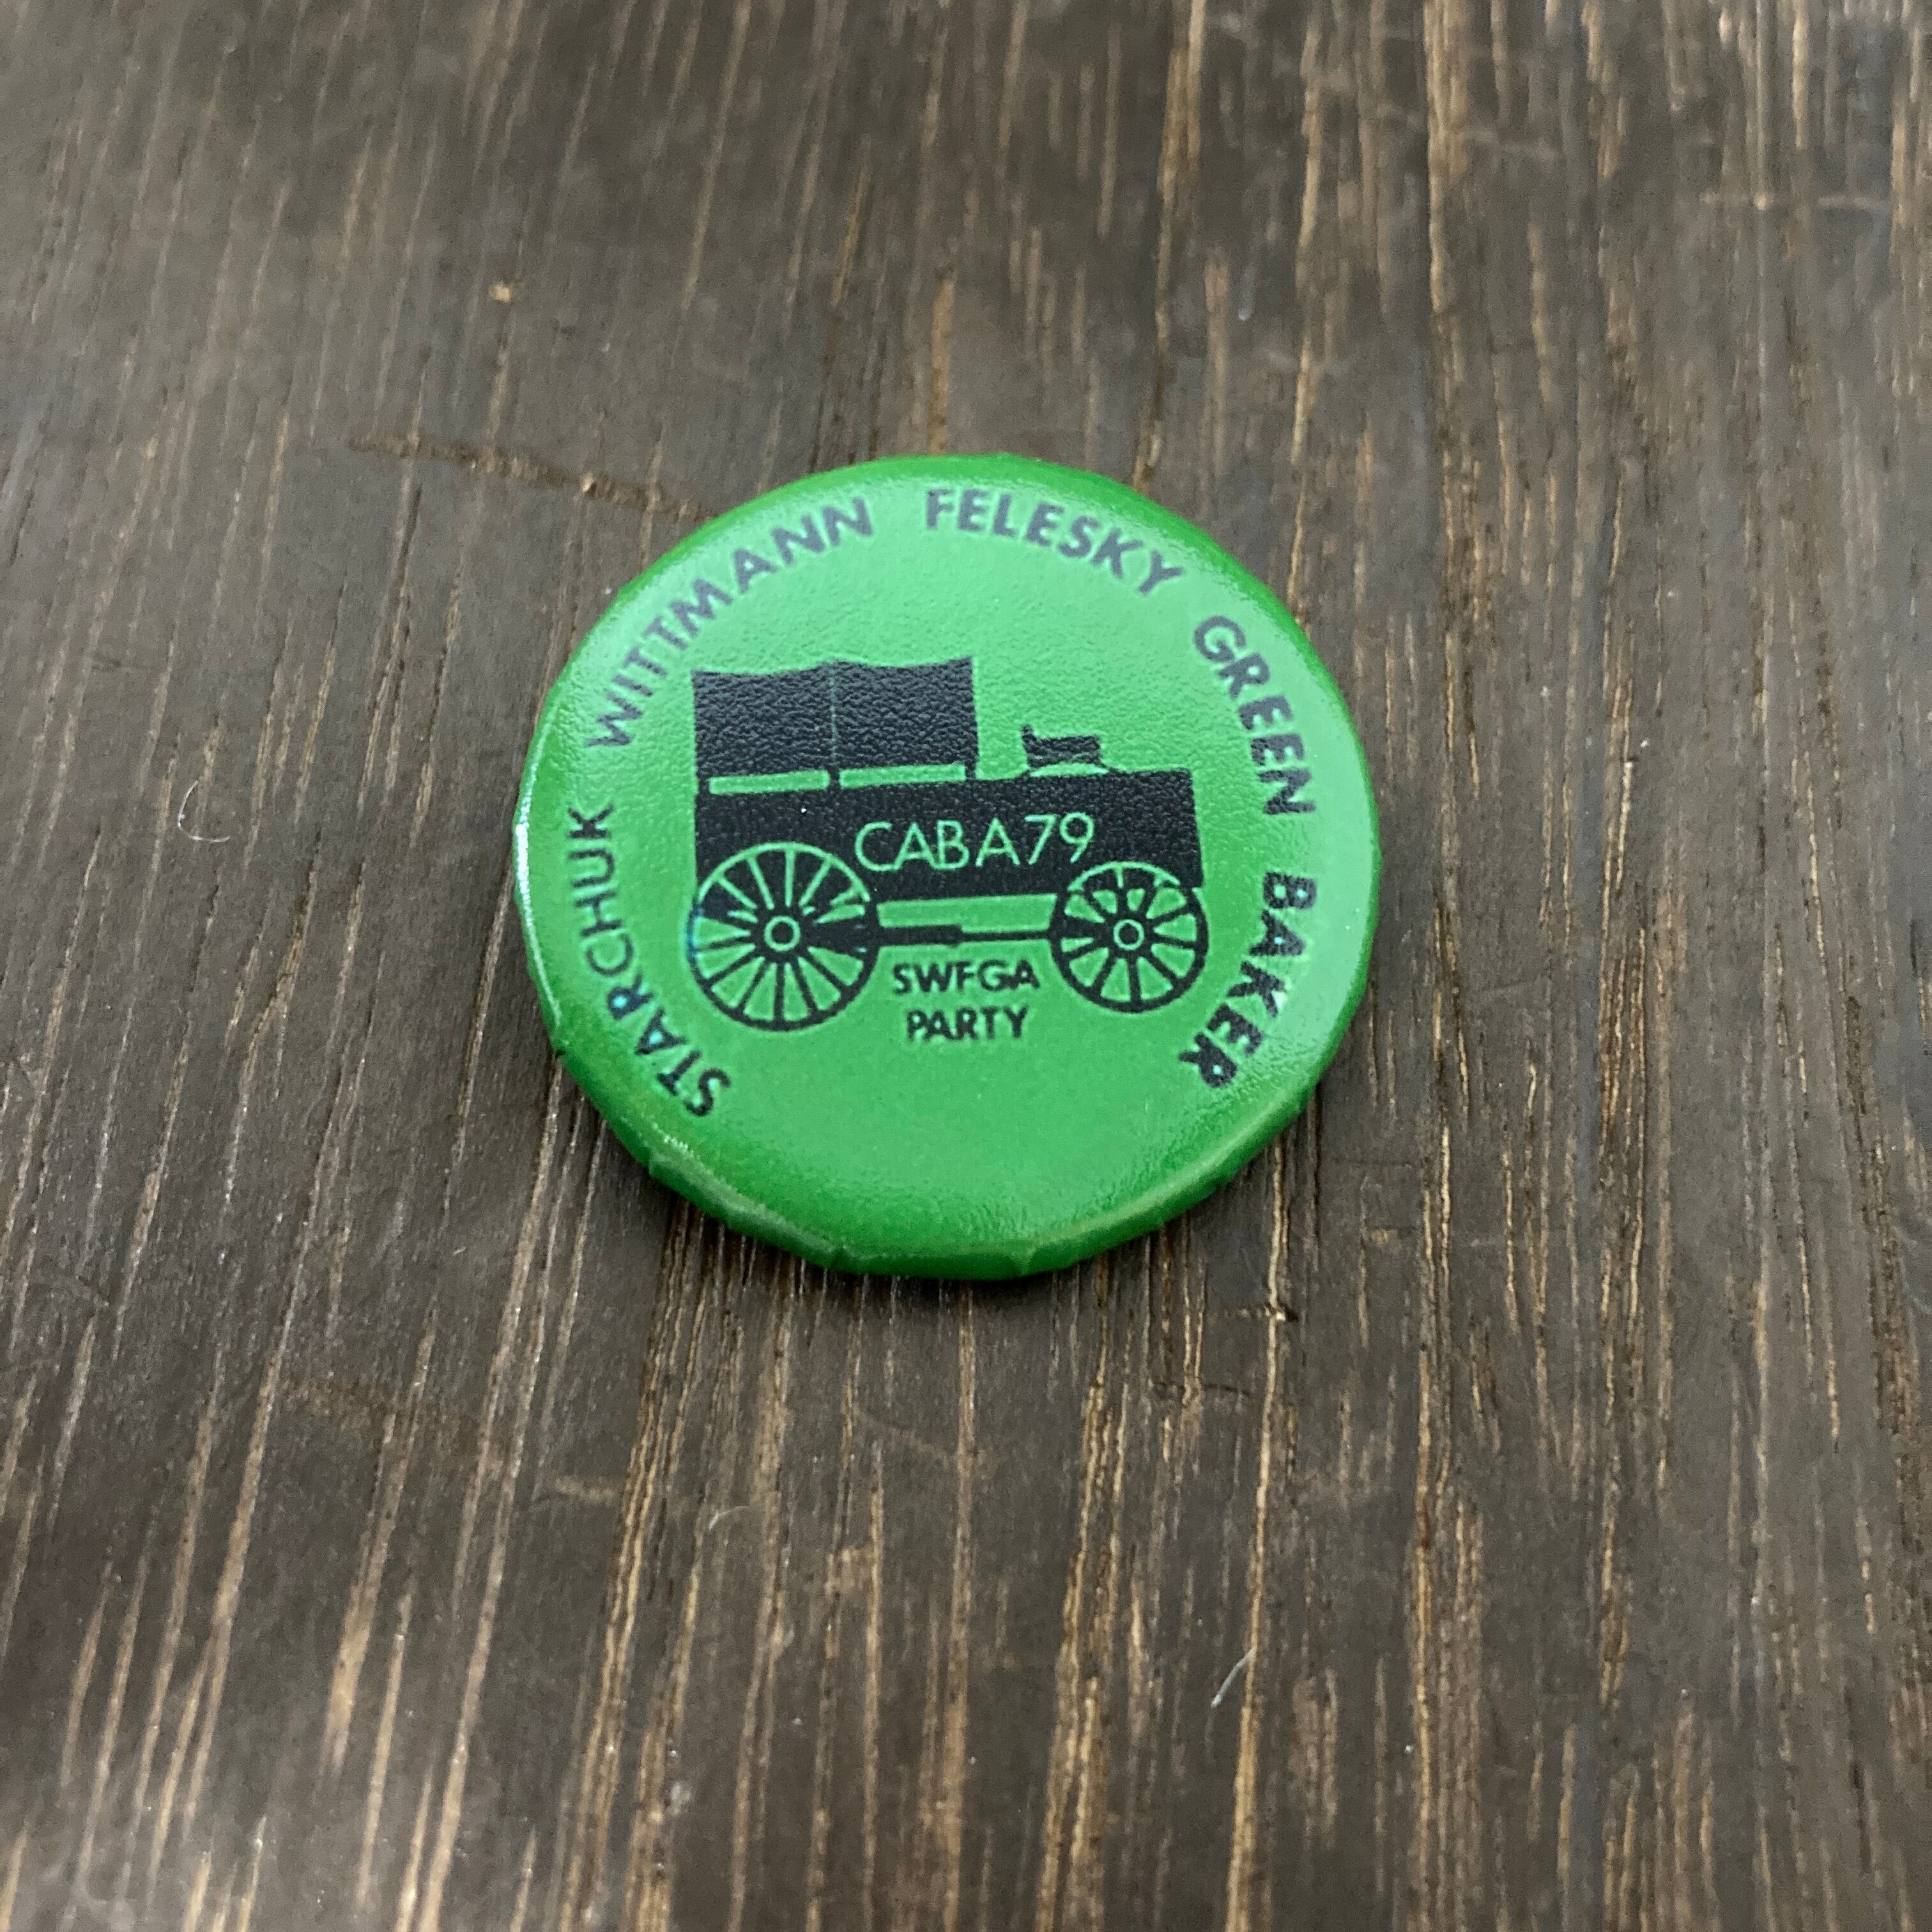 STARCHUK WITTMANN FELESKY GREEN BAKER
CABA79
SWFGA
PARTY